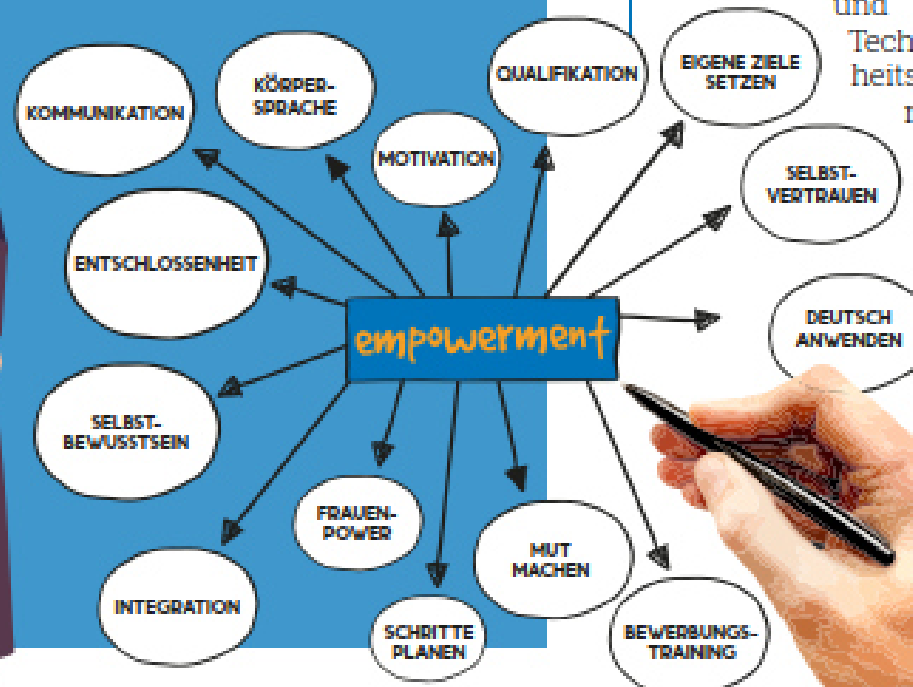 und
Tech
heits
KOMMUNIKATION
KÖRPER-
SPRACHE
MOTIVATION
QUALIFIKATION
EIGENE ZIELE
SETZEN
SELBST-
VERTRAUEN
ENTSCHLOSSENHEIT
DEUTSCH
ANWENDEN
empowerment
SELBST-
BEWUSSTSEIN
FRAUEN-
POWER
MUT
MACHEN
INTEGRATION
SCHRITTE
PLANEN
BEWERBUNGS-
TRAINING